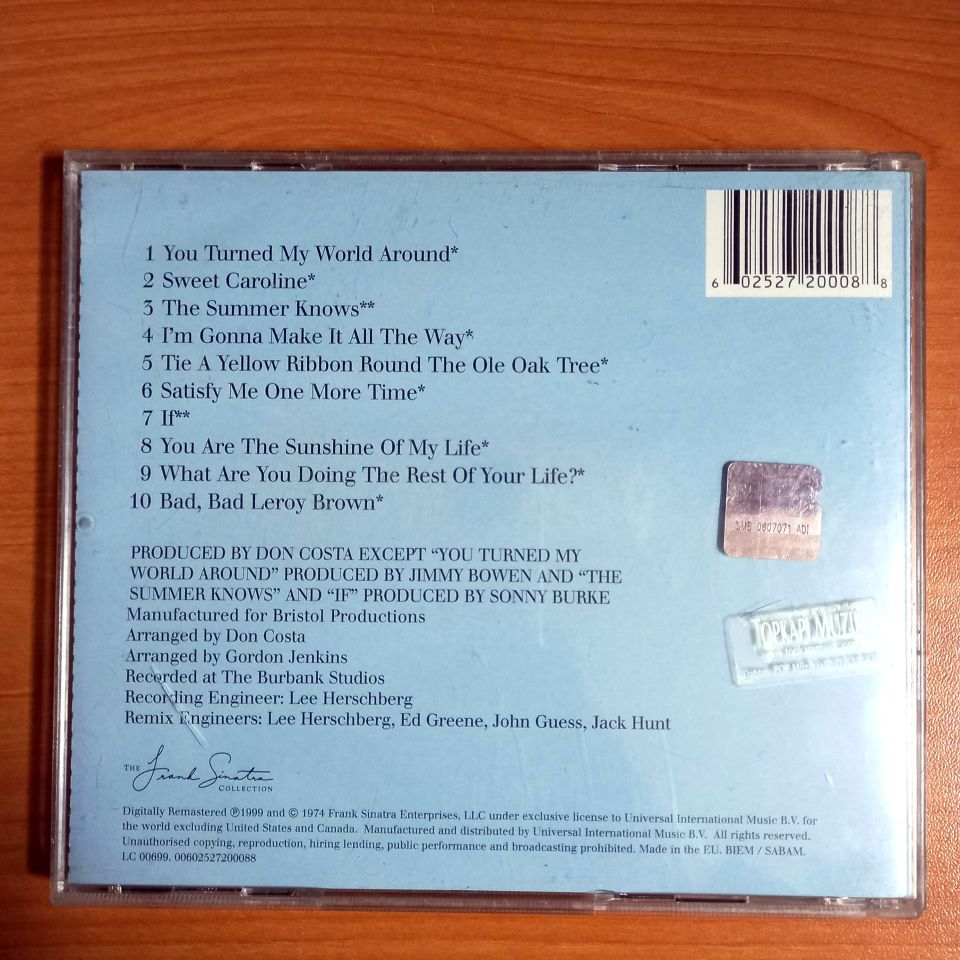 6 02527 20008 8
1 You Turned My World Around*
2 Sweet Caroline*
3 The Summer Knows**
4 I'm Gonna Make It All The Way*
5 Tie A Yellow Ribbon Round The Ole Oak Tree*
6 Satisfy Me One More Time*
7 If**
8 You Are The Sunshine Of My Life*
9 What Are You Doing The Rest Of Your Life?*
10 Bad, Bad Leroy Brown*
SMB 0607071 ADI
PRODUCED BY DON COSTA EXCEPT “YOU TURNED MY
WORLD AROUND” PRODUCED BY JIMMY BOWEN AND “THE
SUMMER KNOWS” AND “IF” PRODUCED BY SONNY BURKE
Manufactured for Bristol Productions
Arranged by Don Costa
Arranged by Gordon Jenkins
Recorded at The Burbank Studios
Recording Engineer: Lee Herschberg
Remix Engineers: Lee Herschberg, Ed Greene, John Guess, Jack Hunt
TOPKAPI
THE Frank Sinatra COLLECTION
Digitally Remastered ℗1999 and © 1974 Frank Sinatra Enterprises, LLC under exclusive license to Universal International Music B.V. for
the world excluding United States and Canada. Manufactured and distributed by Universal International Music B.V. All rights reserved.
Unauthorised copying, reproduction, hiring lending, public performance and broadcasting prohibited. Made in the EU. BIEM / SABAM.
LC 00699. 00602527200088